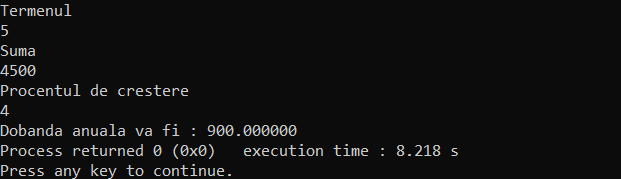 Termenul
5
Suma
4500
Procentul de crestere
4
Dobanda anuala va fi : 900.000000
Process returned 0 (0x0)   execution time : 8.218 s
Press any key to continue.